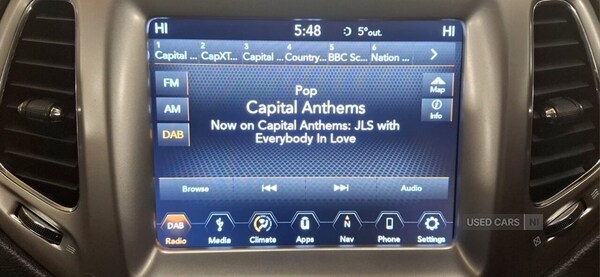 HI 5:48 5°out. HI
1 2 3 4 5 6
Capital ... CapXT... Capital ... Country... BBC Sc... Nation ...
FM
Pop
Map
AM
Capital Anthems
Info
DAB
Now on Capital Anthems: JLS with
Everybody In Love
Browse Audio
DAB
Radio Media Climate Apps Nav Phone Settings
N
USED CARS NI